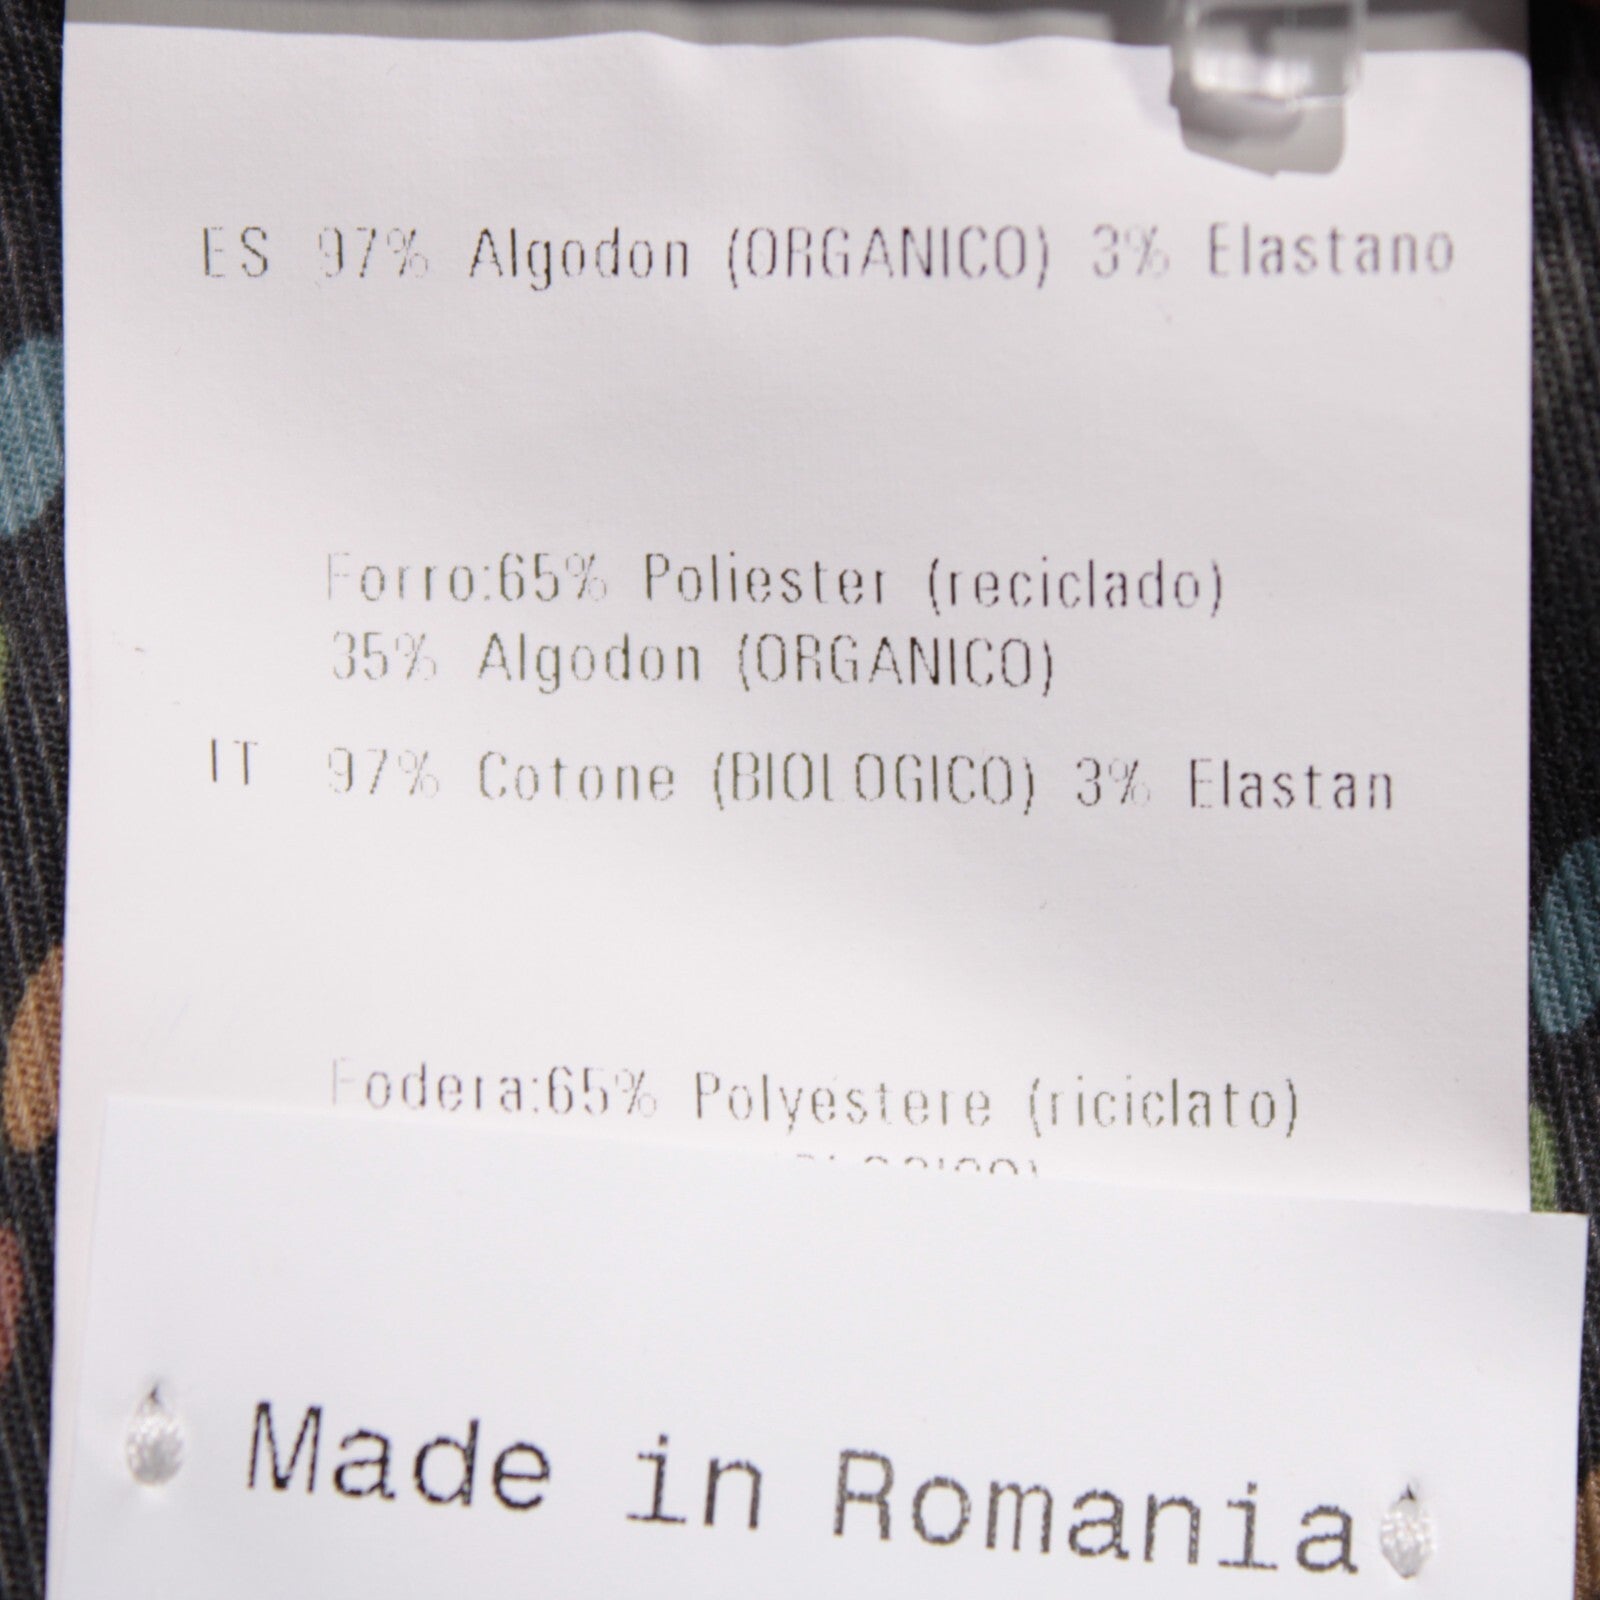 ES 97% Algodon (ORGANICO) 3% Elastano
Forro:65% Poliester (reciclado)
35% Algodon (ORGANICO)
IT 97% Cotone (BIOLOGICO) 3% Elastan
Fodera:65% Polyestere (riciclato)
Made in Romania